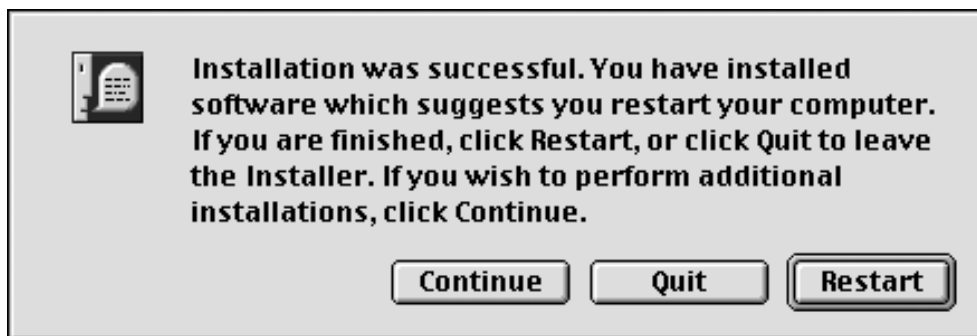 Installation was successful. You have installed
software which suggests you restart your computer.
If you are finished, click Restart, or click Quit to leave
the Installer. If you wish to perform additional
installations, click Continue.
Continue Quit Restart